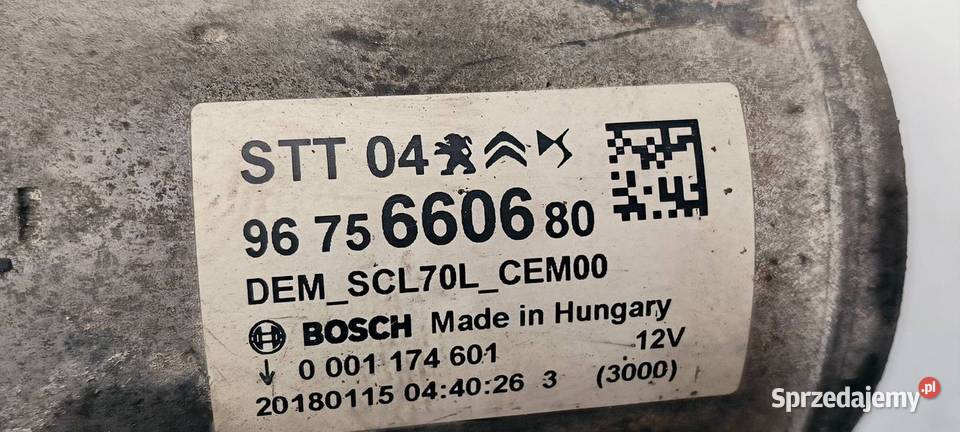 STT 04
96 75 6606 80
DEM_SCL70L_CEM00
BOSCH Made in Hungary
0 001 174 601 12V
20180115 04:40:26 3 (3000)
Sprzedajemy.pl